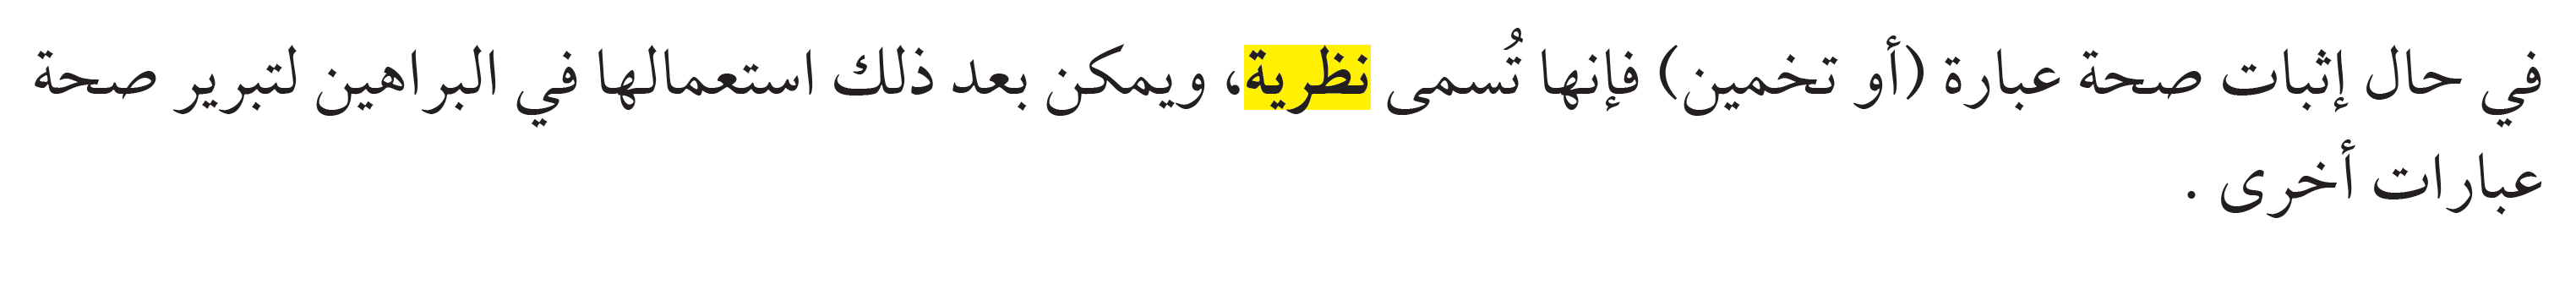 في حال إثبات صحة عبارة (أو تخمين) فإنها تُسمى نظرية، ويمكن بعد ذلك استعمالها في البراهين لتبرير صحة
عبارات أخرى .